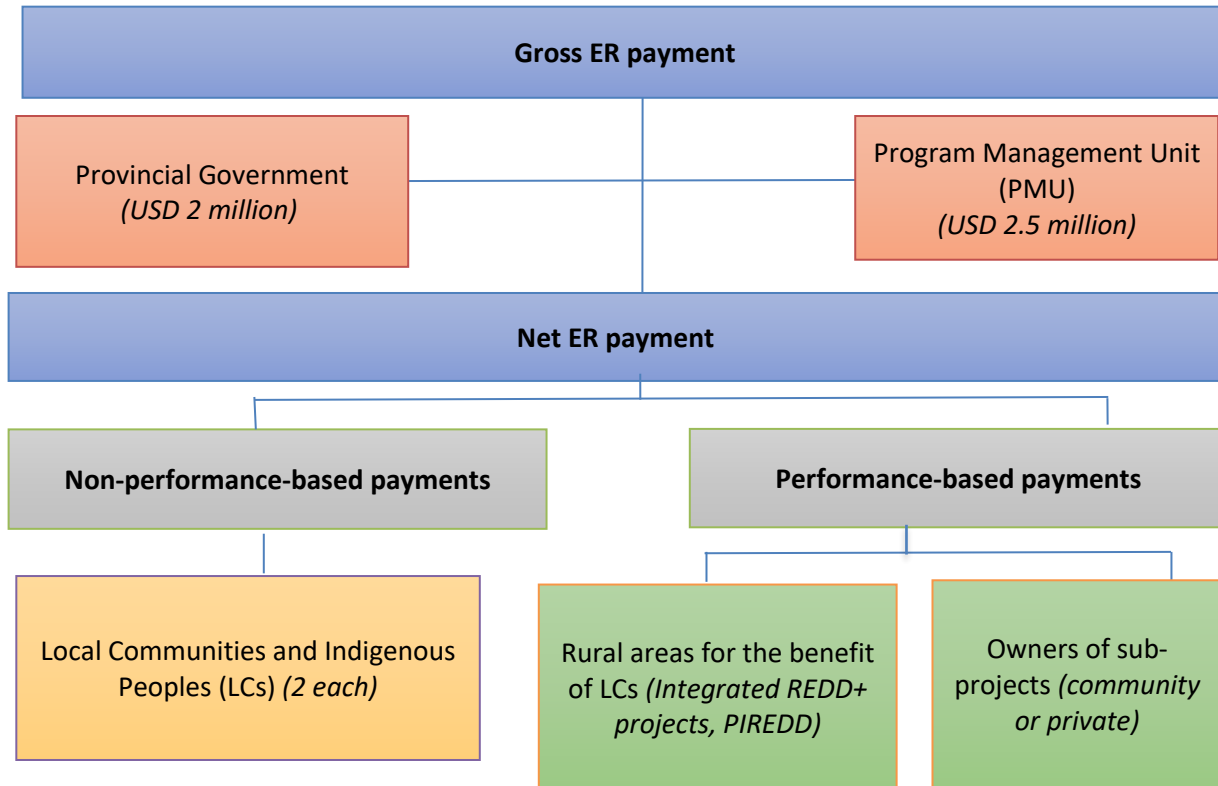 Gross ER payment
Provincial Government
(USD 2 million)
Program Management Unit
(PMU)
(USD 2.5 million)
Net ER payment
Non-performance-based payments
Performance-based payments
Local Communities and Indigenous
Peoples (LCs) (2 each)
Rural areas for the benefit
of LCs (Integrated REDD+
projects, PIREDD)
Owners of sub-
projects (community
or private)